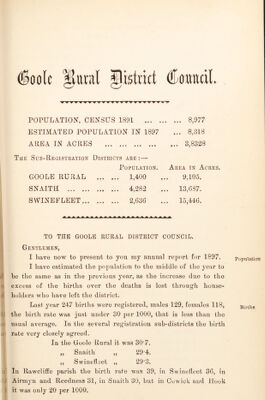 Goole Rural District Council.
POPULATION, CENSUS 1891 ... ... ... 8,977
ESTIMATED POPULATION IN 1897 ... 8,318
AREA IN ACRES ... ... ... ... ... 3,8328
THE SUB-REGISTRATION DISTRICTS ARE:—
POPULATION. AREA IN ACRES.
GOOLE RURAL ... ... 1,400 ... 9,195.
SNAITH ... ... ... ... 4,282 ... 13,687.
SWINEFLEET... ... ... 2,636 ... 15,446.
TO THE GOOLE RURAL DISTRICT COUNCIL.
GENTLEMEN,
I have now to present to you my annual report for 1897.
I have estimated the population to the middle of the year to Population
be the same as in the previous year, as the increase due to the
excess of the births over the deaths is lost through house-
holders who have left the district.
Last year 247 births were registered, males 129, females 118, Births
the birth rate was just under 30 per 1000, that is less than the
usual average. In the several registration sub-districts the birth
rate very closely agreed.
In the Goole Rural it was 30·7.
„ Snaith „ 29·4.
„ Swinefleet „ 29·3.
In Rawcliffe parish the birth rate was 39, in Swinefleet 36, in
Airmyn and Reedness 31, in Snaith 30, but in Cowick and Hook
it was only 20 per 1000.